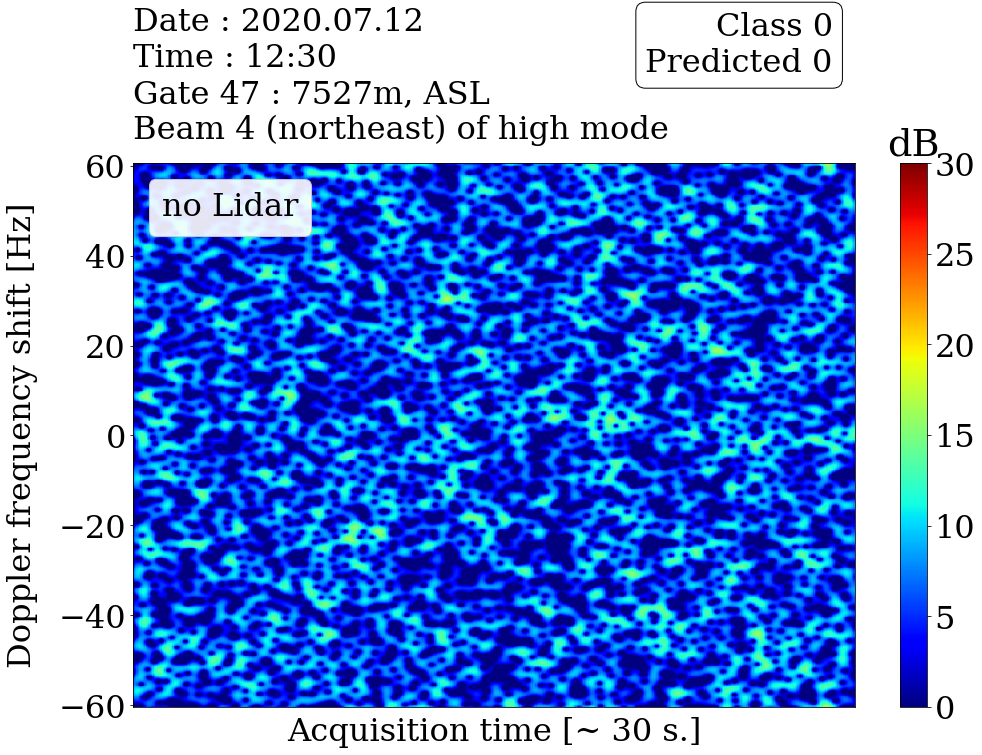 Date : 2020.07.12
Time : 12:30
Gate 47 : 7527m, ASL
Beam 4 (northeast) of high mode
Class 0
Predicted 0
dB
no Lidar
Doppler frequency shift [Hz]
60
40
20
0
−20
−40
−60
Acquisition time [~ 30 s.]
30
25
20
15
10
5
0